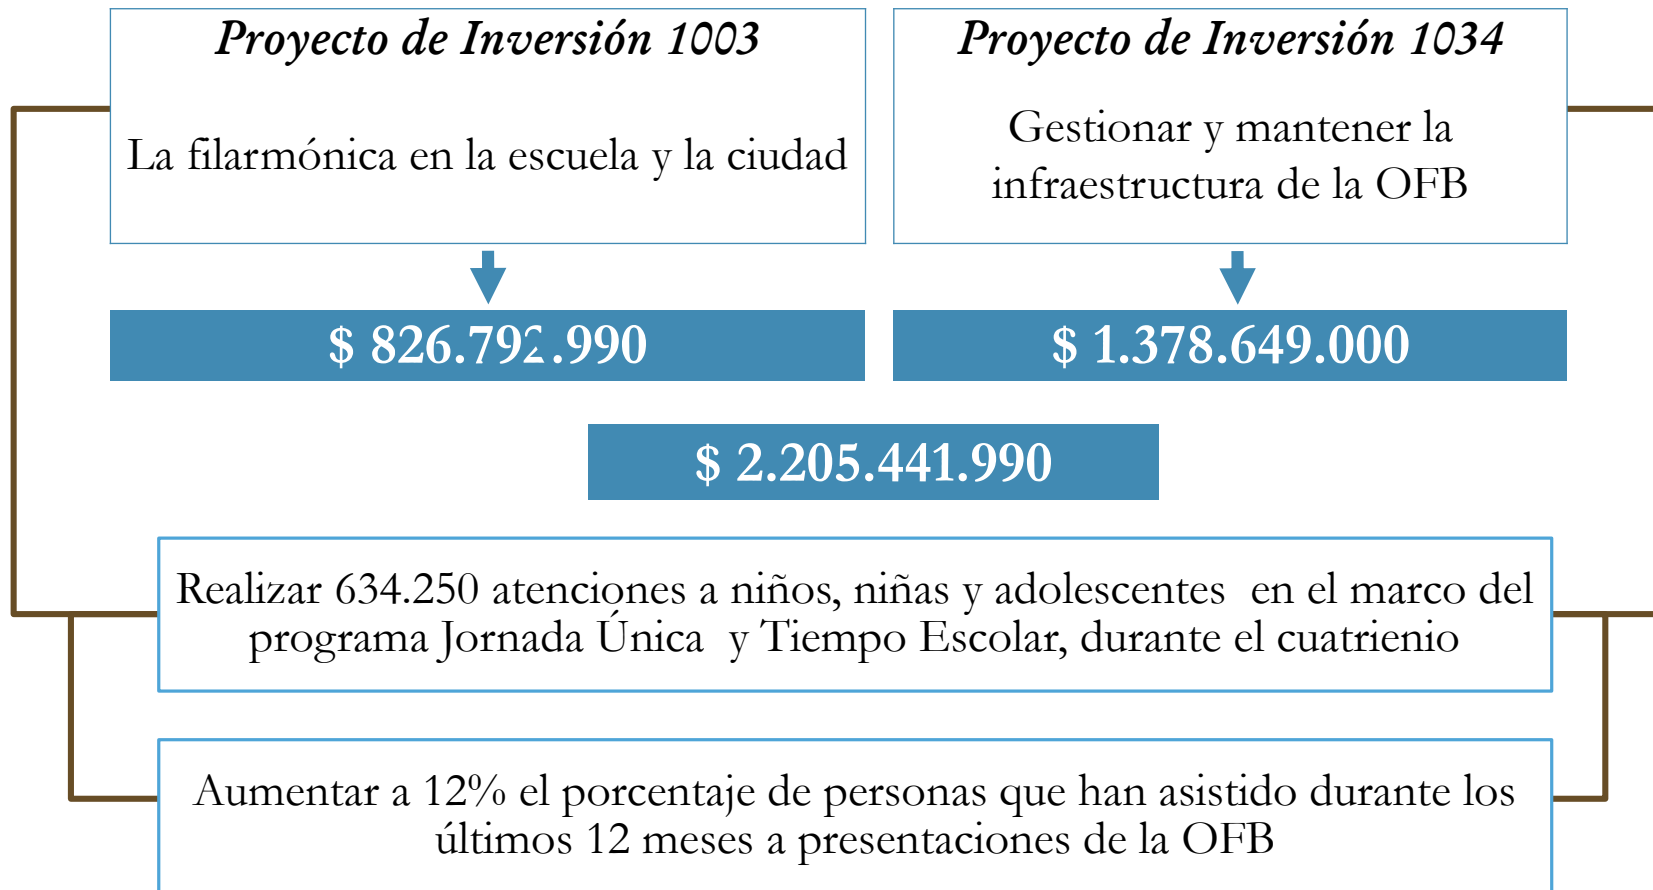 Proyecto de Inversión 1003
La filarmónica en la escuela y la ciudad
Proyecto de Inversión 1034
Gestionar y mantener la
infraestructura de la OFB
$ 826.792.990
$ 1.378.649.000
$ 2.205.441.990
Realizar 634.250 atenciones a niños, niñas y adolescentes en el marco del
programa Jornada Única y Tiempo Escolar, durante el cuatrienio
Aumentar a 12% el porcentaje de personas que han asistido durante los
últimos 12 meses a presentaciones de la OFB